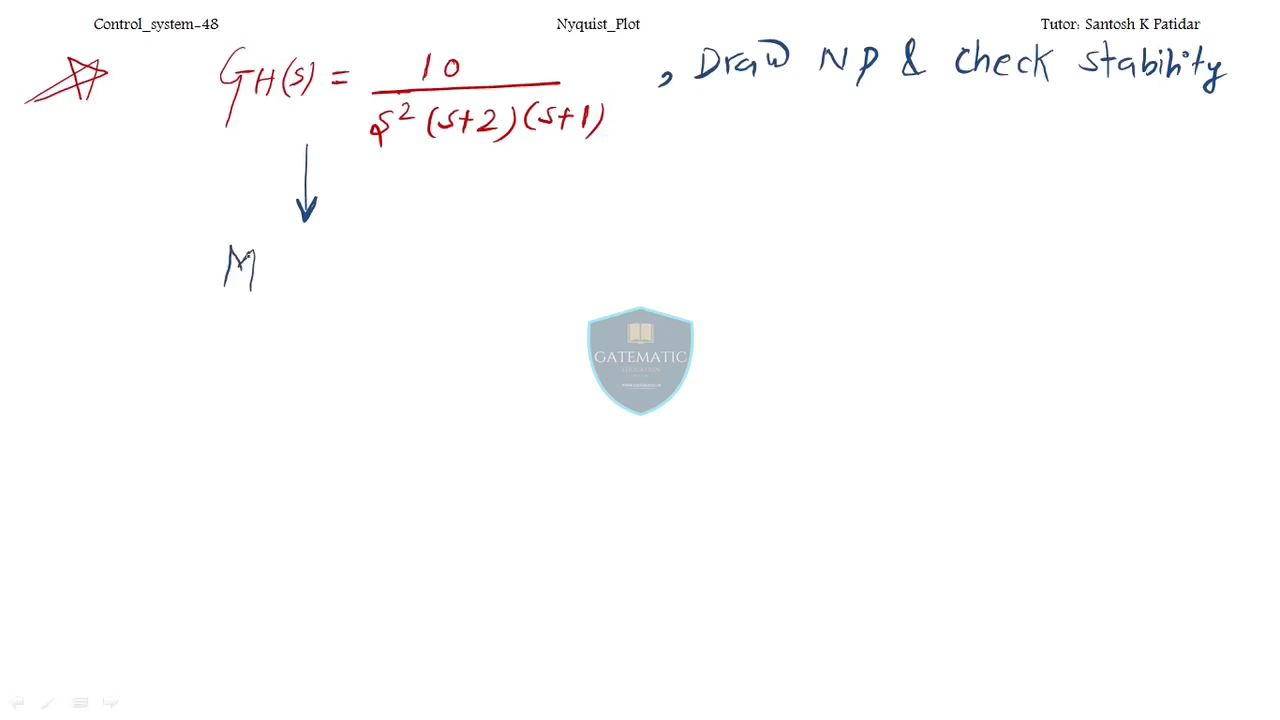 Control_system-48
Nyquist_Plot
Tutor: Santosh K Patidar
GH(s) = 10 / s²(s+2)(s+1) , Draw NP & Check stability
M
GATEMATIC